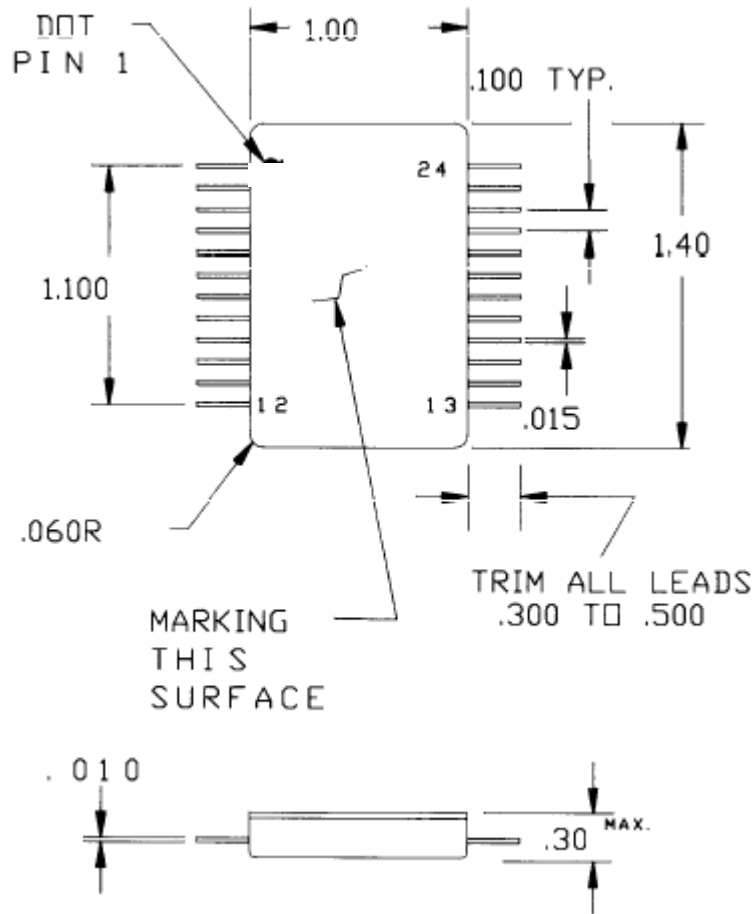 DOT
PIN 1
1.00
.100 TYP.
24
1.100
1.40
12
13
.015
.060R
TRIM ALL LEADS
.300 TO .500
MARKING
THIS
SURFACE
.010
.30 MAX.